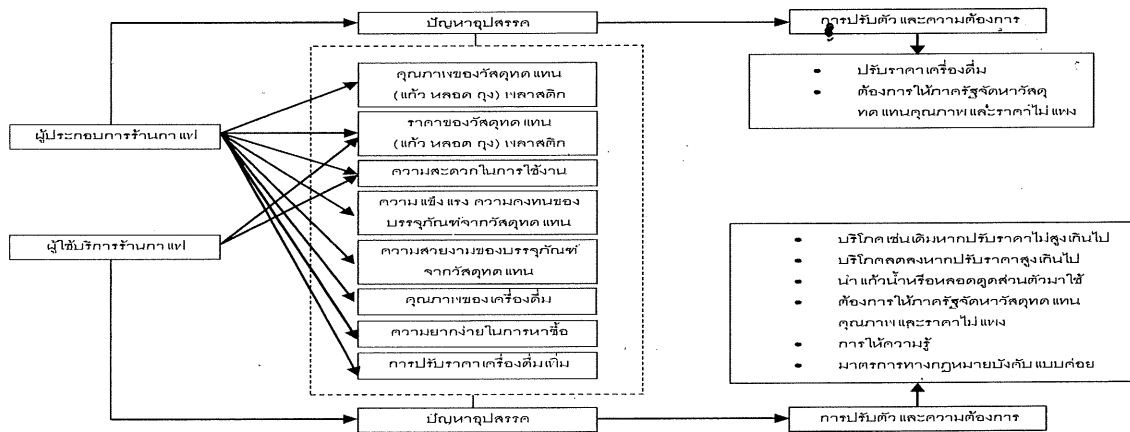 ปัญหาอุปสรรค
การปรับตัว และความต้องการ
คุณภาพของวัสดุทดแทน
(แก้ว หลอด ถุง) พลาสติก
ราคาของวัสดุทดแทน
(แก้ว หลอด ถุง) พลาสติก
ความสะดวกในการใช้งาน
ความแข็งแรง ความคงทนของ
บรรจุภัณฑ์จากวัสดุทดแทน
ความสวยงามของบรรจุภัณฑ์
จากวัสดุทดแทน
คุณภาพของเครื่องดื่ม
ความยากง่ายในการหาซื้อ
การปรับราคาเครื่องดื่มเพิ่ม
ผู้ประกอบการร้านกาแฟ
ผู้ใช้บริการร้านกาแฟ
• ปรับราคาเครื่องดื่ม
• ต้องการให้ภาครัฐจัดหาวัสดุ
ทดแทนคุณภาพและราคาไม่แพง
• บริโภคเช่นเดิมหากปรับราคาไม่สูงเกินไป
• บริโภคลดลงหากปรับราคาสูงเกินไป
• นำแก้วน้ำหรือหลอดดูดส่วนตัวมาใช้
• ต้องการให้ภาครัฐจัดหาวัสดุทดแทน
คุณภาพและราคาไม่แพง
• การให้ความรู้
• มาตรการทางกฎหมายบังคับแบบค่อย
ปัญหาอุปสรรค
การปรับตัว และความต้องการ